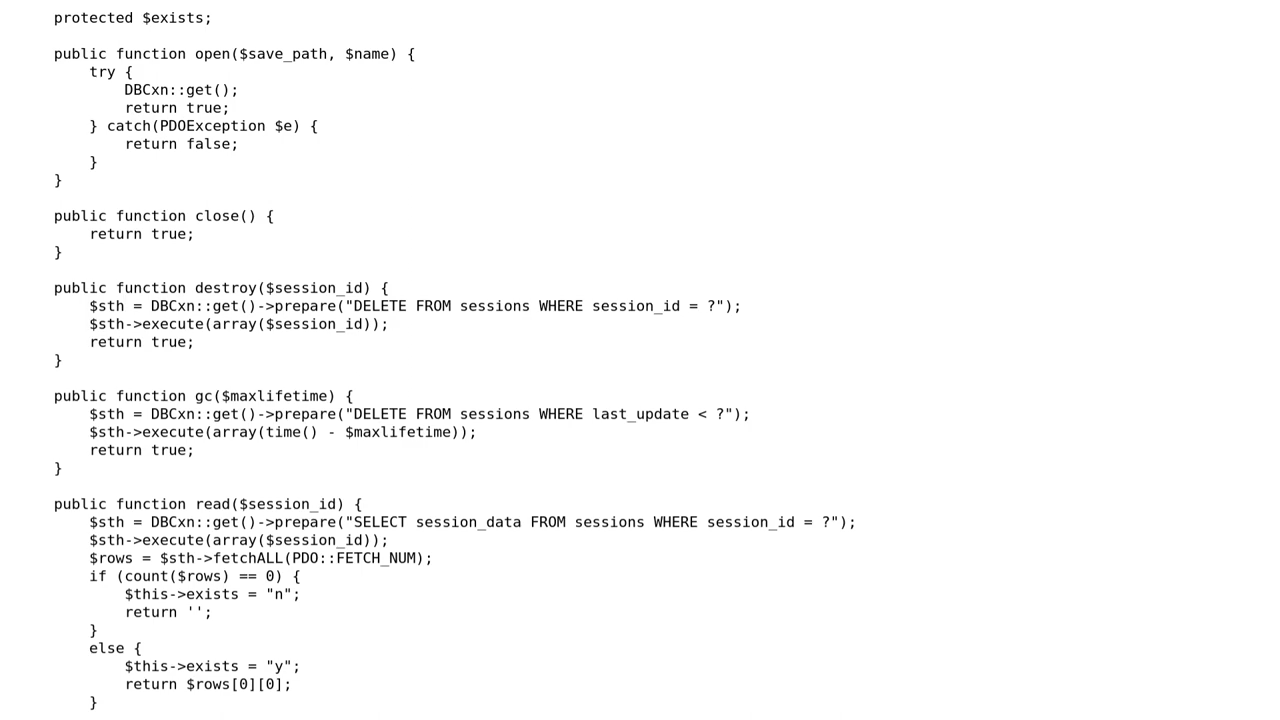 protected $exists;

public function open($save_path, $name) {
    try {
        DBCxn::get();
        return true;
    } catch(PDOException $e) {
        return false;
    }
}

public function close() {
    return true;
}

public function destroy($session_id) {
    $sth = DBCxn::get()->prepare("DELETE FROM sessions WHERE session_id = ?");
    $sth->execute(array($session_id));
    return true;
}

public function gc($maxlifetime) {
    $sth = DBCxn::get()->prepare("DELETE FROM sessions WHERE last_update < ?");
    $sth->execute(array(time() - $maxlifetime));
    return true;
}

public function read($session_id) {
    $sth = DBCxn::get()->prepare("SELECT session_data FROM sessions WHERE session_id = ?");
    $sth->execute(array($session_id));
    $rows = $sth->fetchALL(PDO::FETCH_NUM);
    if (count($rows) == 0) {
        $this->exists = "n";
        return '';
    }
    else {
        $this->exists = "y";
        return $rows[0][0];
    }